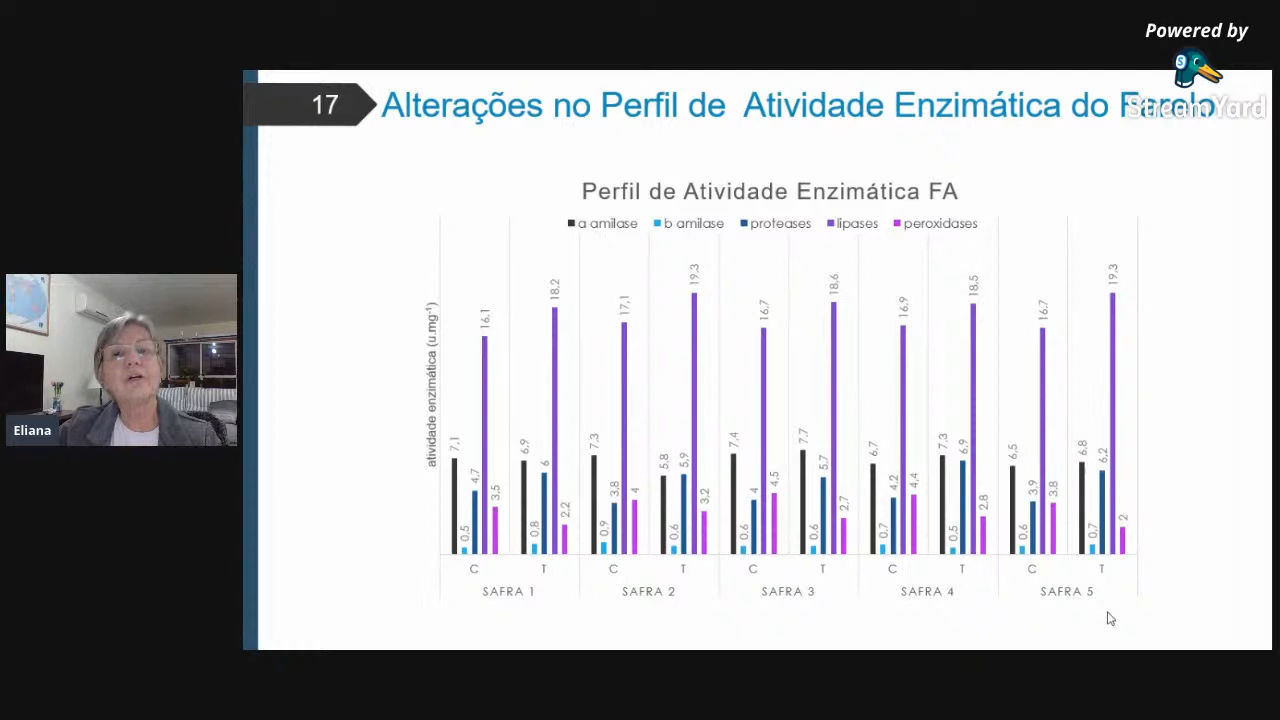 Powered by
StreamYard
17
Alterações no Perfil de Atividade Enzimática do Farelo
Perfil de Atividade Enzimática FA
a amilase b amilase proteases lipases peroxidases
atividade enzimática (u.mg-1)
7,1 0,5 4,7 16,1 3,5
6,9 0,8 6 18,2 2,2
7,3 0,9 3,8 17,1 4
5,8 0,6 5,9 19,3 3,2
7,4 0,6 4 16,7 4,5
7,7 0,6 5,7 18,6 2,7
6,7 0,7 4,2 16,9 4,4
7,3 0,5 6,9 18,5 2,8
6,5 0,6 3,9 16,7 3,8
6,8 0,7 6,2 19,3 2
C T C T C T C T C T
SAFRA 1 SAFRA 2 SAFRA 3 SAFRA 4 SAFRA 5
Eliana